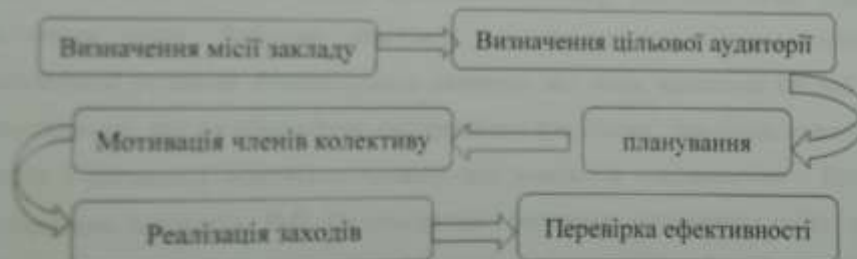 Визначення місії закладу
Визначення цільової аудиторії
планування
Мотивація членів колективу
Реалізація заходів
Перевірка ефективності